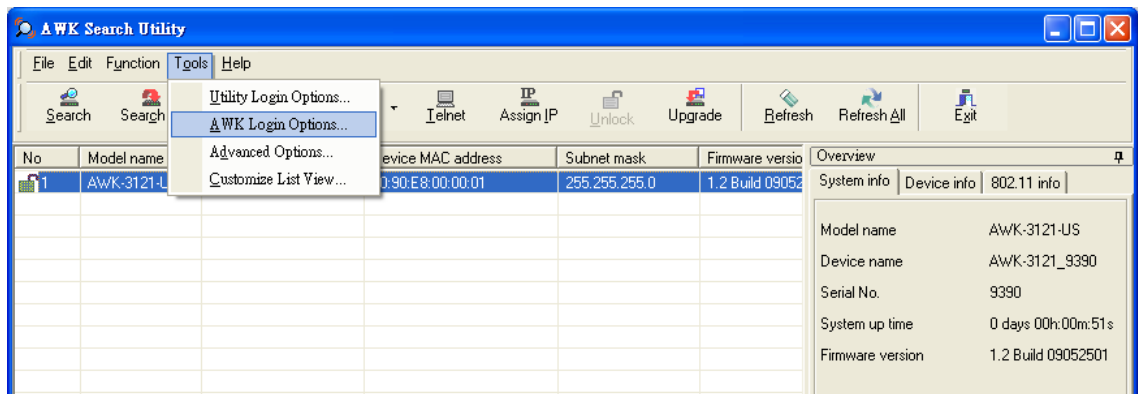 AWK Search Utility
File Edit Function Tools Help
Search Search Telnet Assign IP Unlock Upgrade Refresh Refresh All Exit
Utility Login Options...
AWK Login Options...
Advanced Options...
Customize List View...
No Model name evice MAC address Subnet mask Firmware versio
1 AWK-3121-U 0:90:E8:00:00:01 255.255.255.0 1.2 Build 09052
Overview
System info Device info 802.11 info
Model name AWK-3121-US
Device name AWK-3121_9390
Serial No. 9390
System up time 0 days 00h:00m:51s
Firmware version 1.2 Build 09052501